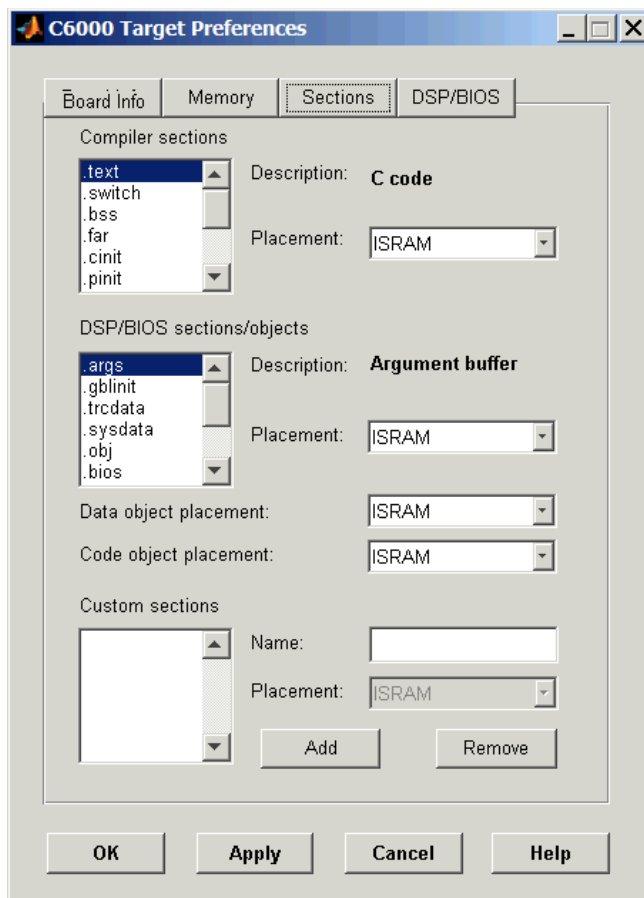 C6000 Target Preferences
Board Info Memory Sections DSP/BIOS
Compiler sections
.text
.switch
.bss
.far
.cinit
.pinit
Description: C code
Placement: ISRAM
DSP/BIOS sections/objects
.args
.gblinit
.trcdata
.sysdata
.obj
.bios
Description: Argument buffer
Placement: ISRAM
Data object placement: ISRAM
Code object placement: ISRAM
Custom sections
Name:
Placement: ISRAM
Add Remove
OK Apply Cancel Help